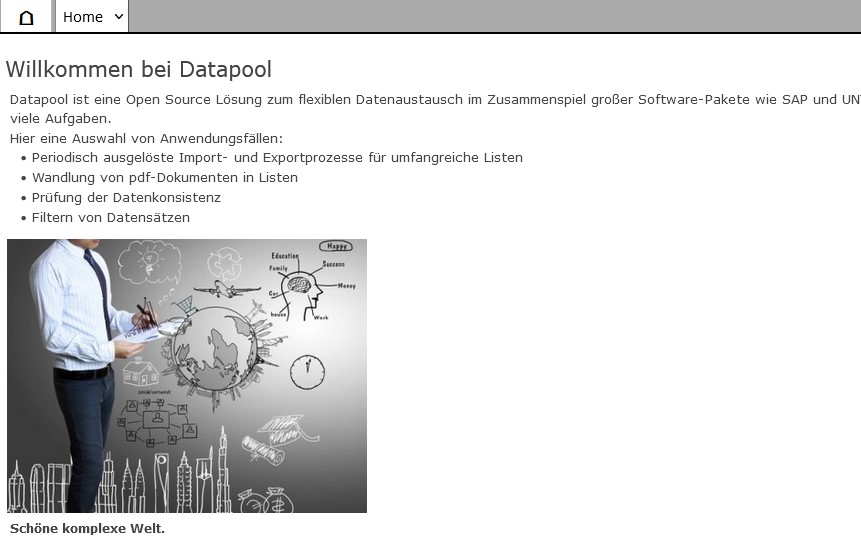 Home
Willkommen bei Datapool
Datapool ist eine Open Source Lösung zum flexiblen Datenaustausch im Zusammenspiel großer Software-Pakete wie SAP und
viele Aufgaben.
Hier eine Auswahl von Anwendungsfällen:
• Periodisch ausgelöste Import- und Exportprozesse für umfangreiche Listen
• Wandlung von pdf-Dokumenten in Listen
• Prüfung der Datenkonsistenz
• Filtern von Datensätzen
Happy
Education
Family
Success
Car
Money
house
Work
Social network
Schöne komplexe Welt.